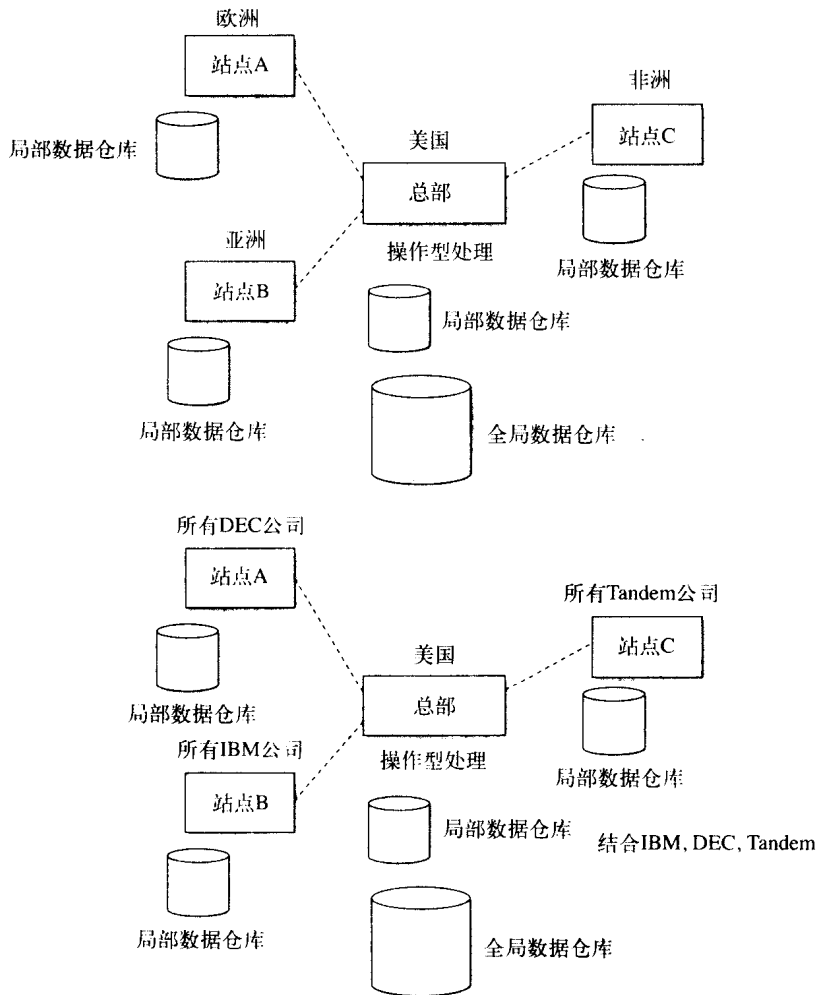 欧洲
站点A
局部数据仓库
非洲
站点C
局部数据仓库
美国
总部
操作型处理
局部数据仓库
全局数据仓库
亚洲
站点B
局部数据仓库
所有DEC公司
站点A
局部数据仓库
所有Tandem公司
站点C
局部数据仓库
美国
总部
操作型处理
局部数据仓库
结合IBM, DEC, Tandem
全局数据仓库
所有IBM公司
站点B
局部数据仓库